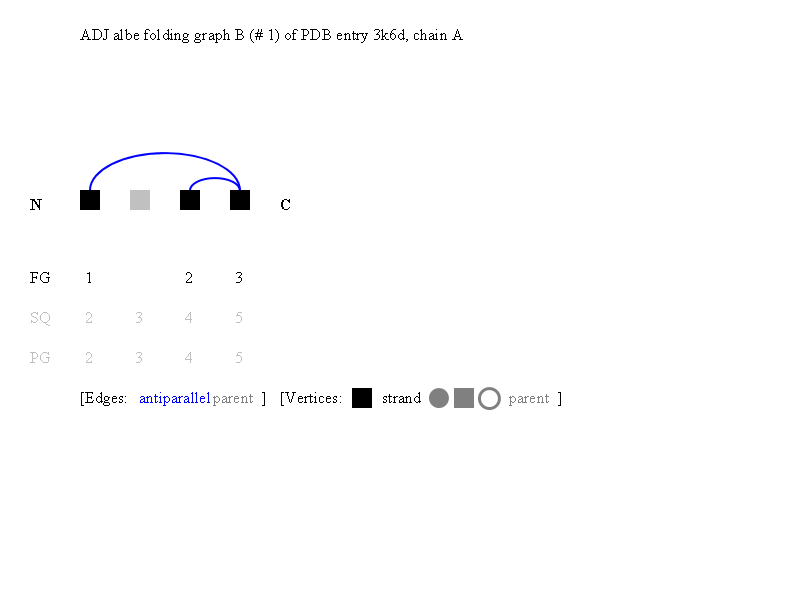 ADJ albe folding graph B (# 1) of PDB entry 3k6d, chain A
N C
FG 1 2 3
SQ 2 3 4 5
PG 2 3 4 5
[Edges: antiparallel parent ] [Vertices: strand parent ]